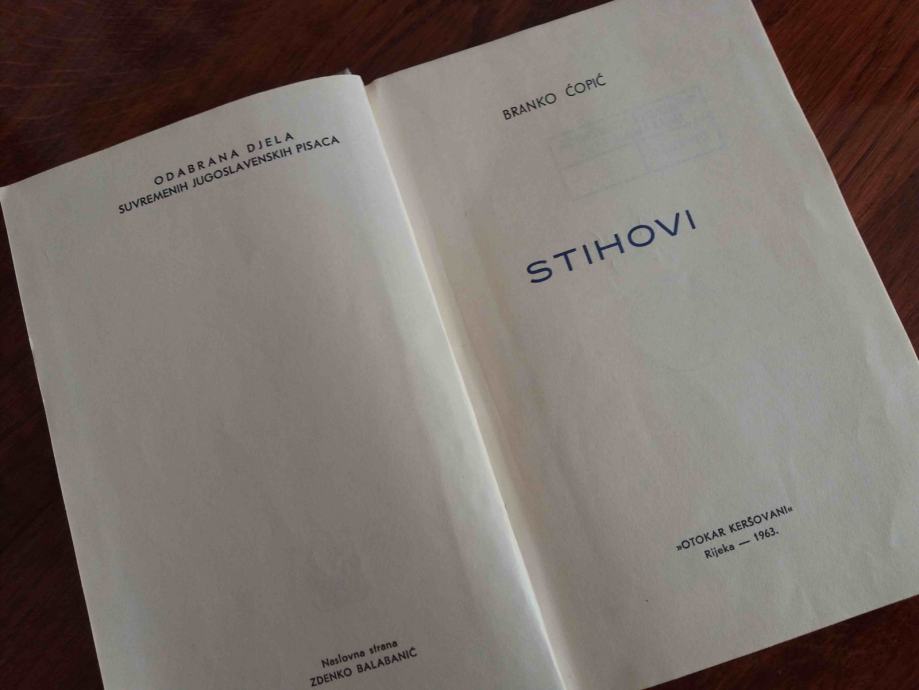 ODABRANA DJELA
SUVREMENIH JUGOSLAVENSKIH PISACA
Naslovna strana
ZDENKO BALABANIĆ
BRANKO ĆOPIĆ
STIHOVI
»OTOKAR KERŠOVANI«
Rijeka — 1963.